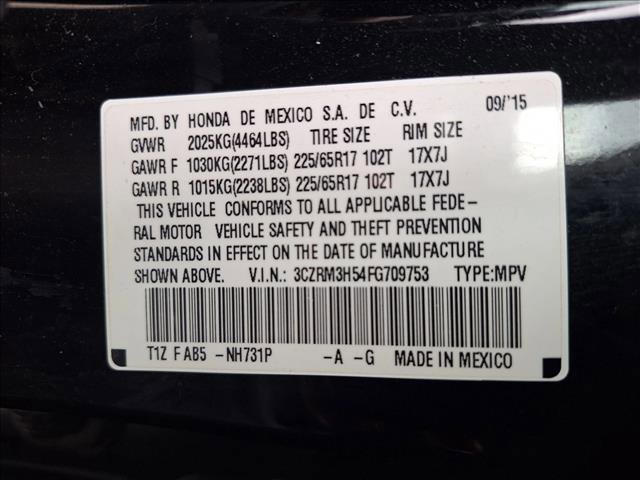 MFD. BY HONDA DE MEXICO S.A. DE C.V. 09/'15
GVWR 2025KG(4464LBS) TIRE SIZE RIM SIZE
GAWR F 1030KG(2271LBS) 225/65R17 102T 17X7J
GAWR R 1015KG(2238LBS) 225/65R17 102T 17X7J
THIS VEHICLE CONFORMS TO ALL APPLICABLE FEDE-
RAL MOTOR VEHICLE SAFETY AND THEFT PREVENTION
STANDARDS IN EFFECT ON THE DATE OF MANUFACTURE
SHOWN ABOVE. V.I.N.: 3CZRM3H54FG709753 TYPE:MPV
T1Z F AB5 -NH731P -A -G MADE IN MEXICO